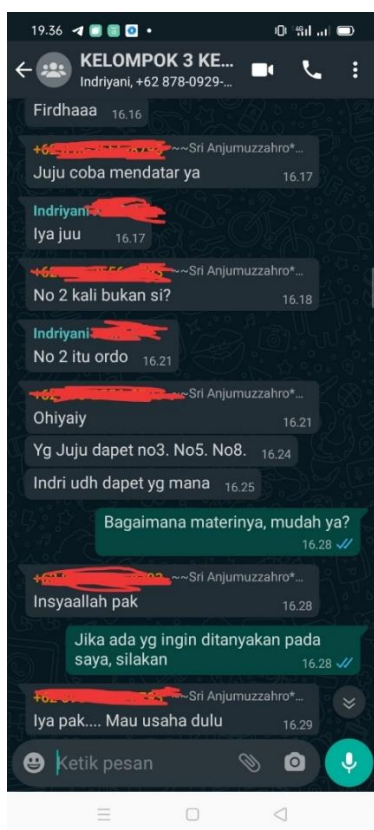 19.36
KELOMPOK 3 KE...
Indriyani, +62 878-0929-...
Firdhaaa 16.16
~~Sri Anjumuzzahro*...
Juju coba mendatar ya 16.17
Indriyani
Iya juu 16.17
~~Sri Anjumuzzahro*...
No 2 kali bukan si? 16.18
Indriyani
No 2 itu ordo 16.21
~~Sri Anjumuzzahro*...
Ohiyaiy 16.21
Yg Juju dapet no3. No5. No8. 16.24
Indri udh dapet yg mana 16.25
Bagaimana materinya, mudah ya?
16.28
~~Sri Anjumuzzahro*...
Insyaallah pak 16.28
Jika ada yg ingin ditanyakan pada
saya, silakan 16.28
~~Sri Anjumuzzahro*...
Iya pak.... Mau usaha dulu 16.29
Ketik pesan